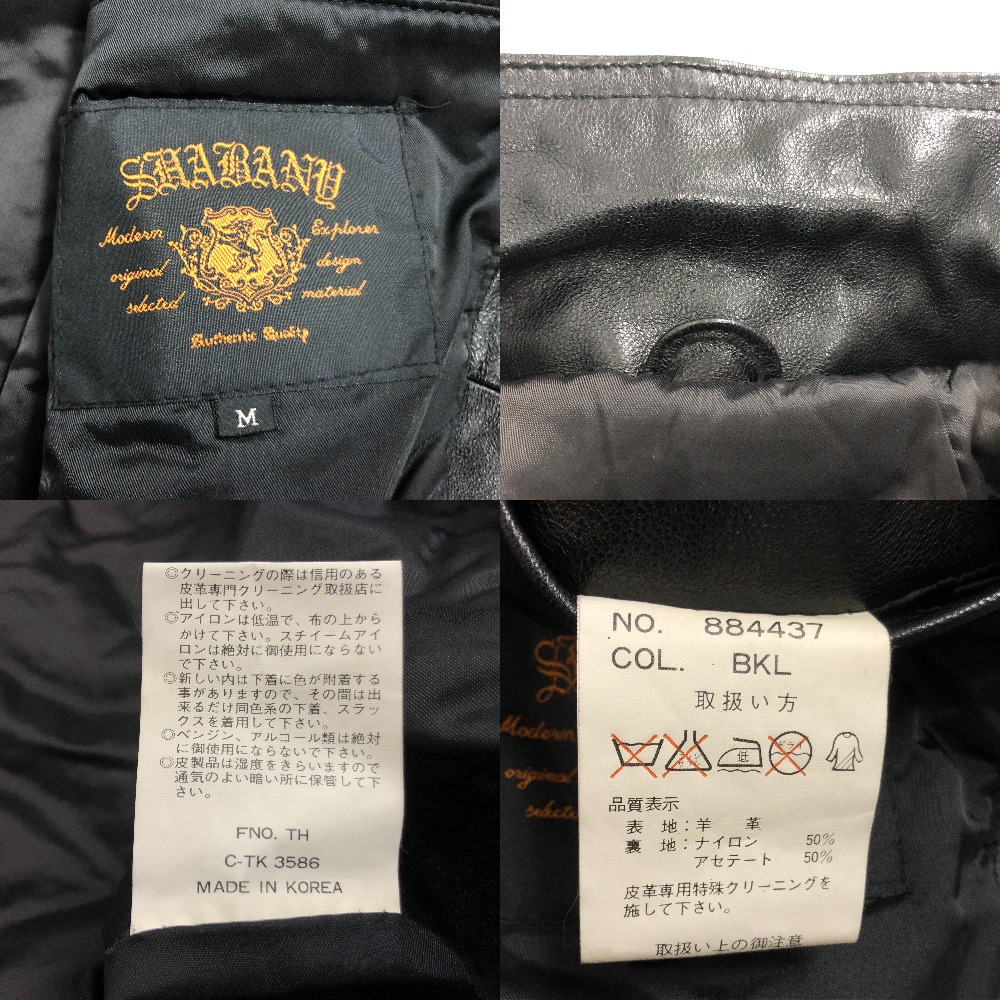 SHABANY
Modern Explorer
original design
selected material
Authentic Quality
M
◎クリーニングの際は信用のある
皮革専門クリーニング取扱店に
出して下さい。
◎アイロンは低温で、布の上から
かけて下さい。スチイームアイ
ロンは絶対に御使用にならない
で下さい。
◎新しい内は下着に色が附着する
事がありますので、その間は出
来るだけ同色系の下着、スラッ
クスを着用して下さい。
◎ベンジン、アルコール類は絶対
に御使用にならないで下さい。
◎皮製品は湿度をきらいますので
通気のよい暗い所に保管して下
さい。
FNO. TH
C-TK 3586
MADE IN KOREA
NO. 884437
COL. BKL
取扱い方
低
ドライ
品質表示
表地:羊革
裏地:ナイロン 50%
アセテート 50%
皮革専用特殊クリーニングを
施して下さい。
取扱い上の御注意
Modern
original
selected